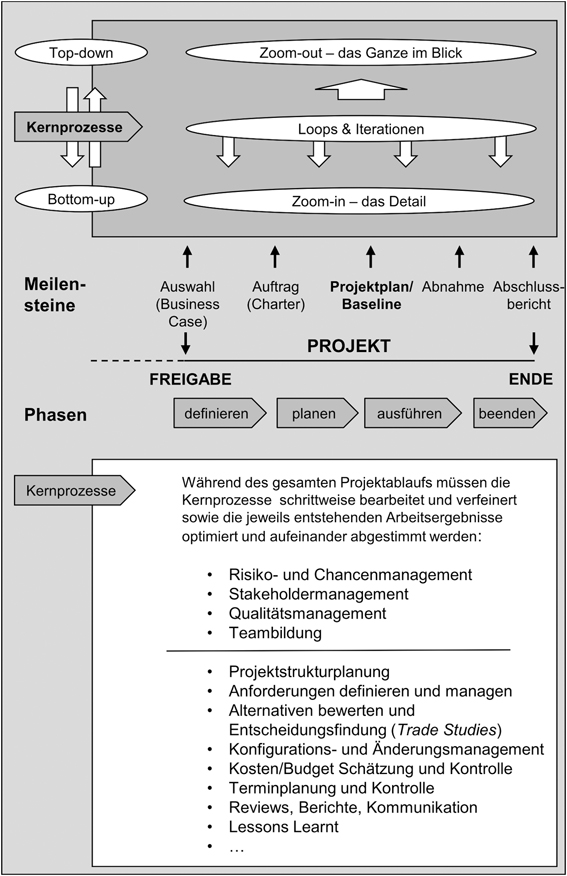 Top-down
Zoom-out – das Ganze im Blick
Kernprozesse
Loops & Iterationen
Bottom-up
Zoom-in – das Detail
Meilen-
steine
Auswahl
(Business
Case)
Auftrag
(Charter)
Projektplan/
Baseline
Abnahme
Abschluss-
bericht
PROJEKT
FREIGABE
ENDE
Phasen
definieren
planen
ausführen
beenden
Kernprozesse
Während des gesamten Projektablaufs müssen die
Kernprozesse schrittweise bearbeitet und verfeinert
sowie die jeweils entstehenden Arbeitsergebnisse
optimiert und aufeinander abgestimmt werden:
• Risiko- und Chancenmanagement
• Stakeholdermanagement
• Qualitätsmanagement
• Teambildung
• Projektstrukturplanung
• Anforderungen definieren und managen
• Alternativen bewerten und
Entscheidungsfindung (Trade Studies)
• Konfigurations- und Änderungsmanagement
• Kosten/Budget Schätzung und Kontrolle
• Terminplanung und Kontrolle
• Reviews, Berichte, Kommunikation
• Lessons Learnt
• …